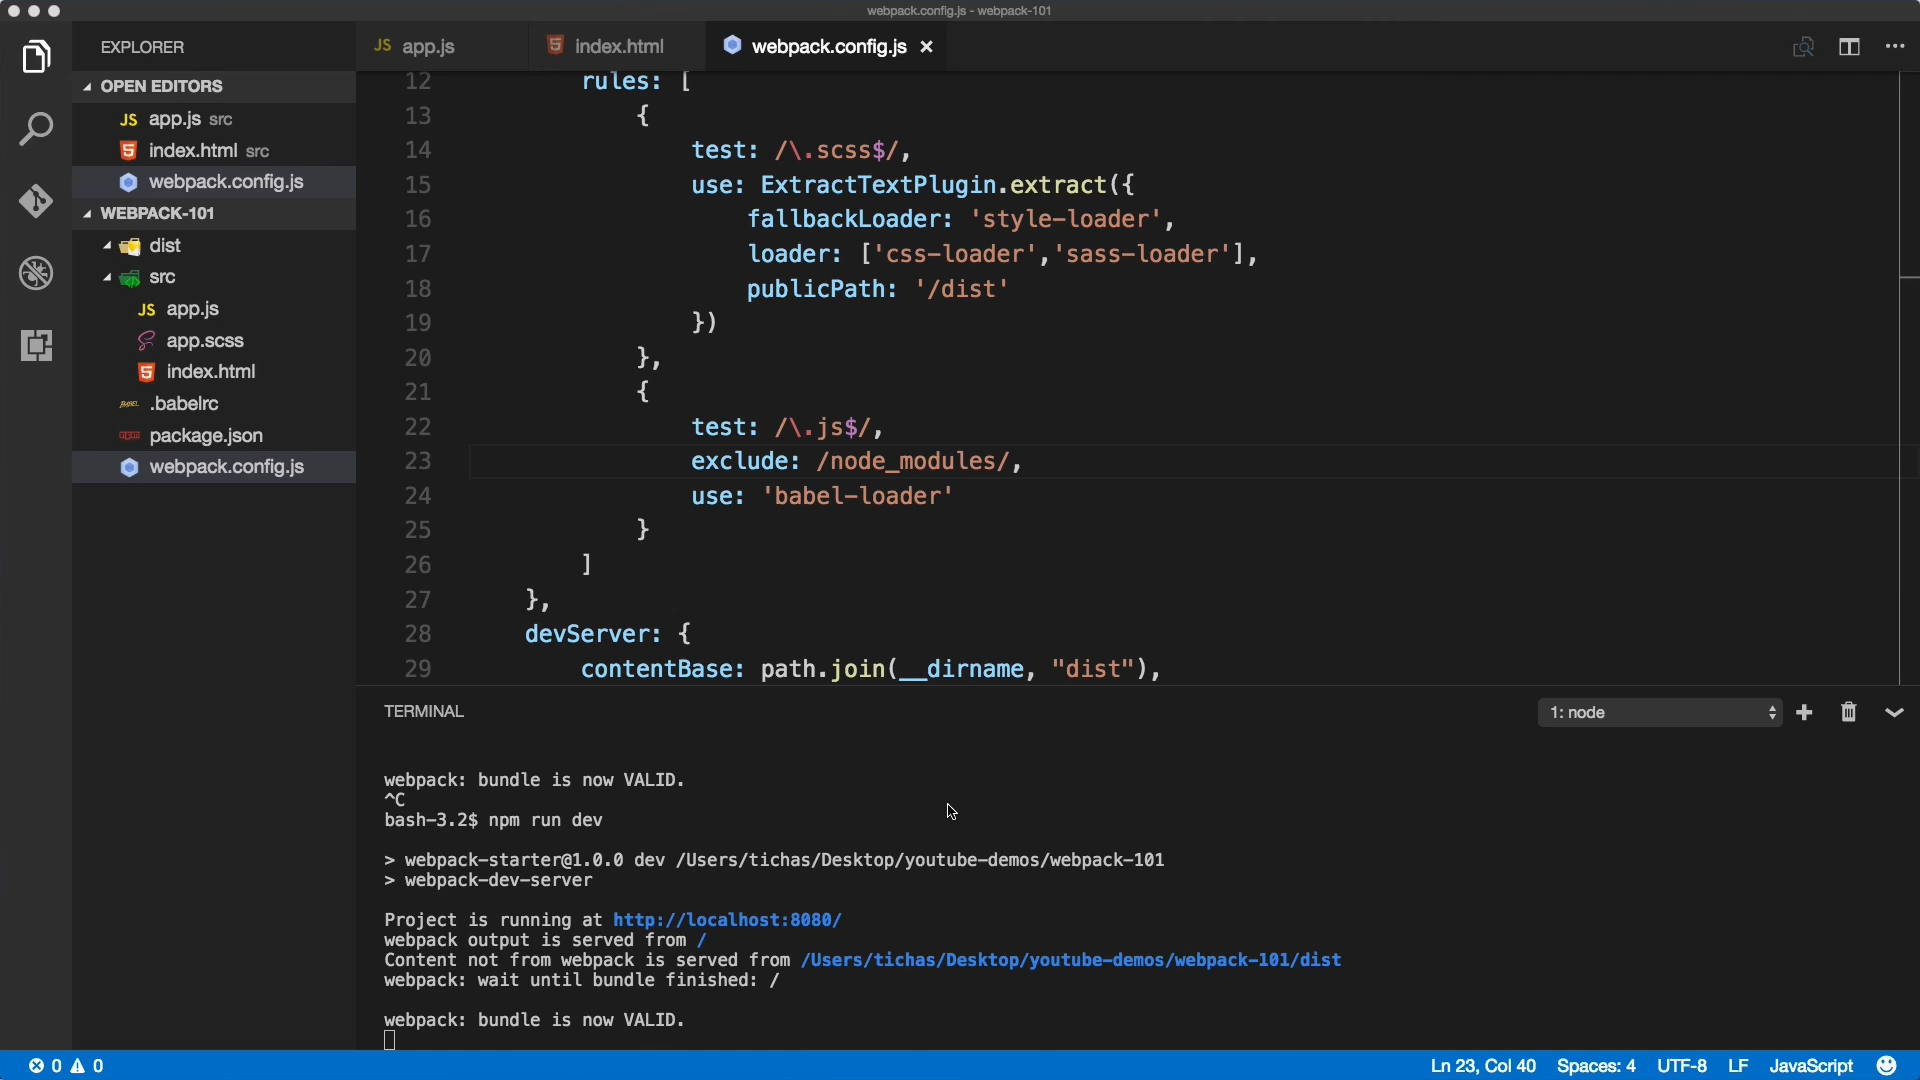 webpack.config.js - webpack-101
EXPLORER
OPEN EDITORS
JS app.js src
index.html src
webpack.config.js
WEBPACK-101
dist
src
JS app.js
app.scss
index.html
.babelrc
package.json
webpack.config.js
JS app.js
index.html
webpack.config.js
12 rules: [
13 {
14 test: /\.scss$/,
15 use: ExtractTextPlugin.extract({
16 fallbackLoader: 'style-loader',
17 loader: ['css-loader','sass-loader'],
18 publicPath: '/dist'
19 })
20 },
21 {
22 test: /\.js$/,
23 exclude: /node_modules/,
24 use: 'babel-loader'
25 }
26 ]
27 },
28 devServer: {
29 contentBase: path.join(__dirname, "dist"),
TERMINAL
1: node
webpack: bundle is now VALID.
^C
bash-3.2$ npm run dev
> webpack-starter@1.0.0 dev /Users/tichas/Desktop/youtube-demos/webpack-101
> webpack-dev-server
Project is running at http://localhost:8080/
webpack output is served from /
Content not from webpack is served from /Users/tichas/Desktop/youtube-demos/webpack-101/dist
webpack: wait until bundle finished: /
webpack: bundle is now VALID.
0 0
Ln 23, Col 40 Spaces: 4 UTF-8 LF JavaScript